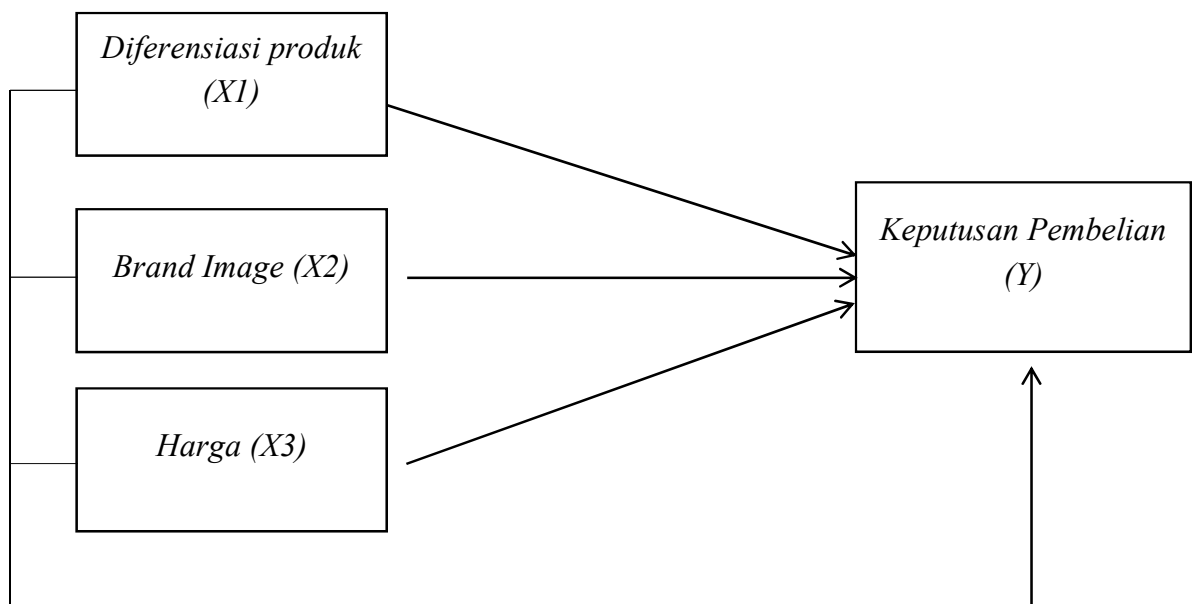 Diferensiasi produk
(X1)
Brand Image (X2)
Harga (X3)
Keputusan Pembelian
(Y)